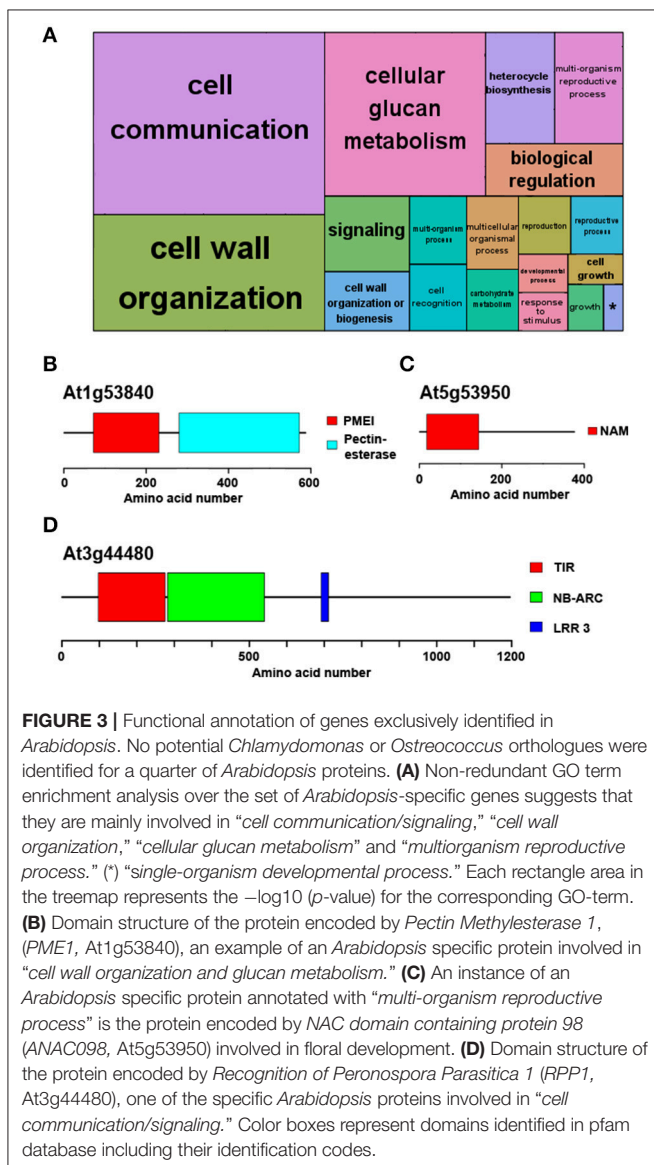 A
cell
communication
cell wall
organization
cellular
glucan
metabolism
heterocycle
biosynthesis
multi-organism
reproductive
process
biological
regulation
signaling
multi-organism
process
multicellular
organismal
process
reproduction
reproductive
process
cell wall
organization or
biogenesis
cell
recognition
carbohydrate
metabolism
developmental
process
cell
growth
response
to
stimulus
growth
*
B
At1g53840
PMEI
Pectin-
esterase
0 200 400 600
Amino acid number
C
At5g53950
NAM
0 200 400
Amino acid number
D
At3g44480
TIR
NB-ARC
LRR 3
0 500 1000 1200
Amino acid number
FIGURE 3 | Functional annotation of genes exclusively identified in
Arabidopsis. No potential Chlamydomonas or Ostreococcus orthologues were
identified for a quarter of Arabidopsis proteins. (A) Non-redundant GO term
enrichment analysis over the set of Arabidopsis-specific genes suggests that
they are mainly involved in “cell communication/signaling,” “cell wall
organization,” “cellular glucan metabolism” and “multiorganism reproductive
process.” (*) “single-organism developmental process.” Each rectangle area in
the treemap represents the −log10 (p-value) for the corresponding GO-term.
(B) Domain structure of the protein encoded by Pectin Methylesterase 1,
(PME1, At1g53840), an example of an Arabidopsis specific protein involved in
“cell wall organization and glucan metabolism.” (C) An instance of an
Arabidopsis specific protein annotated with “multi-organism reproductive
process” is the protein encoded by NAC domain containing protein 98
(ANAC098, At5g53950) involved in floral development. (D) Domain structure of
the protein encoded by Recognition of Peronospora Parasitica 1 (RPP1,
At3g44480), one of the specific Arabidopsis proteins involved in “cell
communication/signaling.” Color boxes represent domains identified in pfam
database including their identification codes.